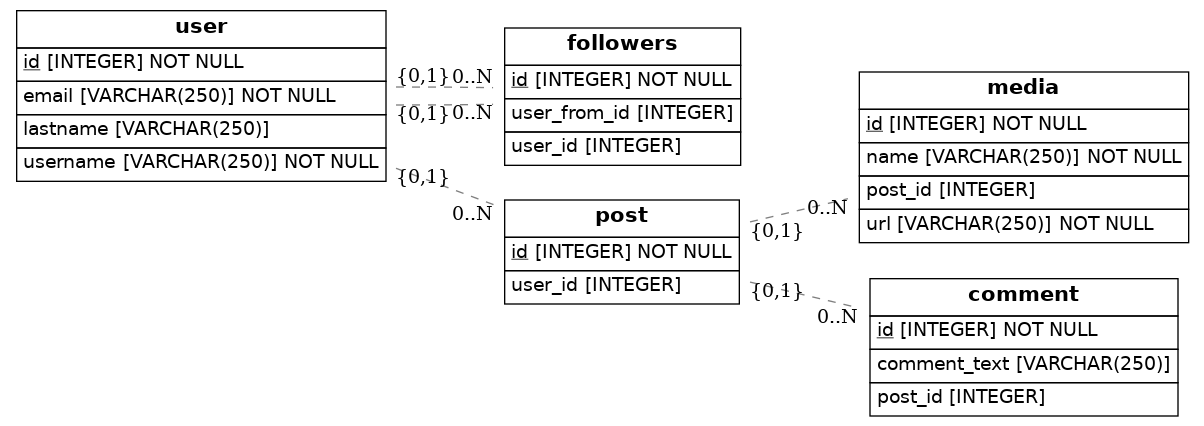 user
id [INTEGER] NOT NULL
email [VARCHAR(250)] NOT NULL
lastname [VARCHAR(250)]
username [VARCHAR(250)] NOT NULL
{0,1} 0..N
{0,1} 0..N
{0,1}
0..N
followers
id [INTEGER] NOT NULL
user_from_id [INTEGER]
user_id [INTEGER]
post
id [INTEGER] NOT NULL
user_id [INTEGER]
0..N
{0,1}
{0,1}
0..N
media
id [INTEGER] NOT NULL
name [VARCHAR(250)] NOT NULL
post_id [INTEGER]
url [VARCHAR(250)] NOT NULL
comment
id [INTEGER] NOT NULL
comment_text [VARCHAR(250)]
post_id [INTEGER]